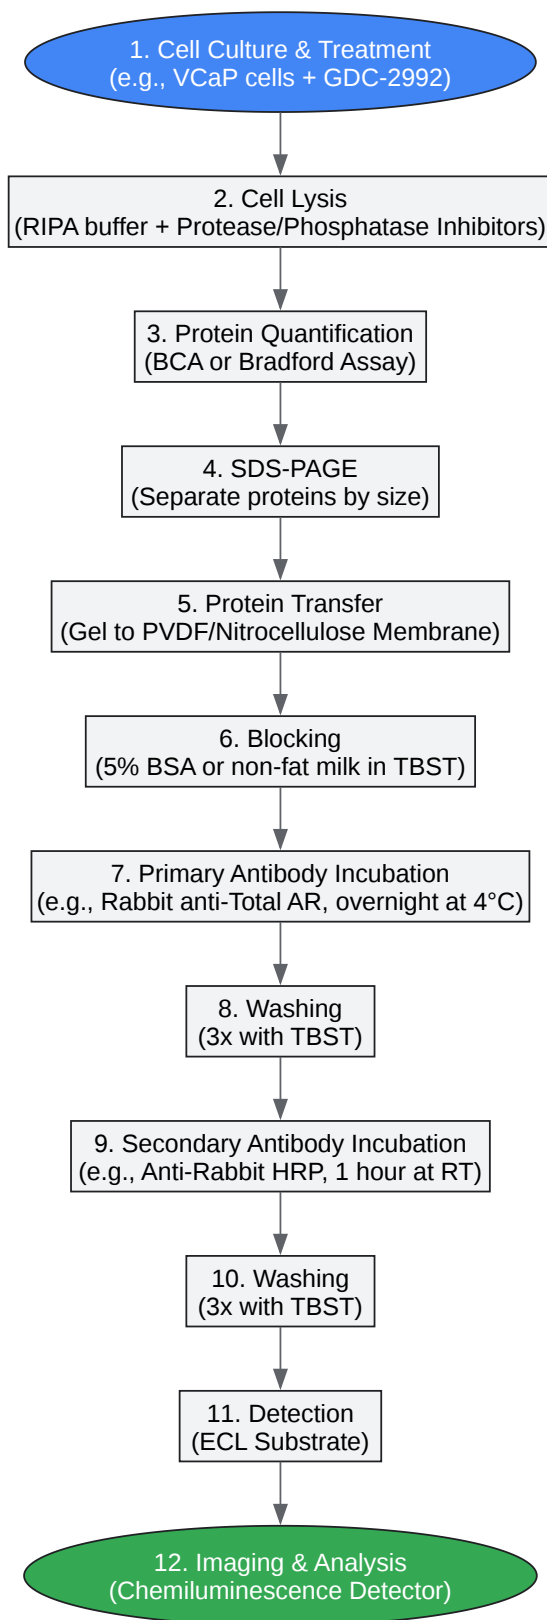 1. Cell Culture & Treatment
(e.g., VCaP cells + GDC-2992)
2. Cell Lysis
(RIPA buffer + Protease/Phosphatase Inhibitors)
3. Protein Quantification
(BCA or Bradford Assay)
4. SDS-PAGE
(Separate proteins by size)
5. Protein Transfer
(Gel to PVDF/Nitrocellulose Membrane)
6. Blocking
(5% BSA or non-fat milk in TBST)
7. Primary Antibody Incubation
(e.g., Rabbit anti-Total AR, overnight at 4°C)
8. Washing
(3x with TBST)
9. Secondary Antibody Incubation
(e.g., Anti-Rabbit HRP, 1 hour at RT)
10. Washing
(3x with TBST)
11. Detection
(ECL Substrate)
12. Imaging & Analysis
(Chemiluminescence Detector)